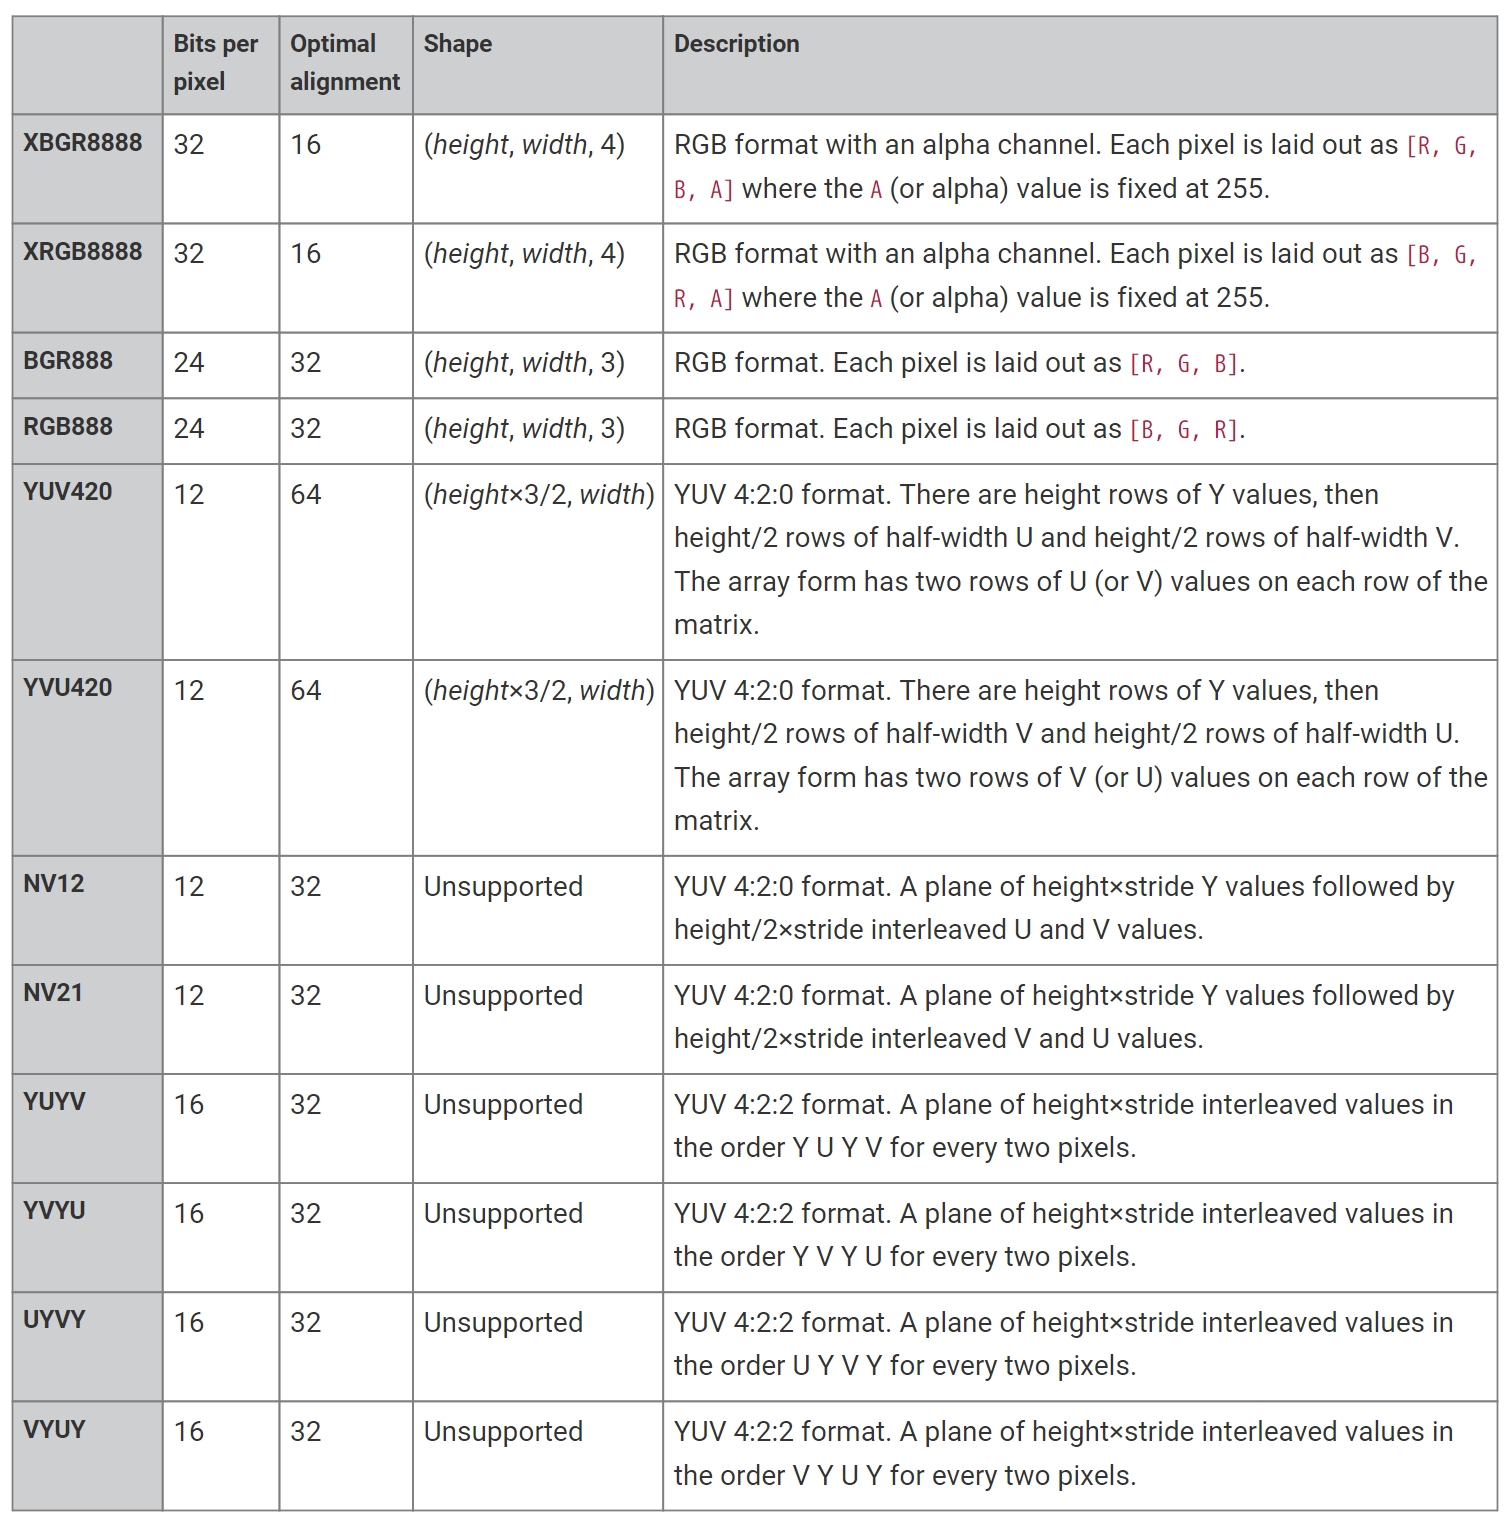 Bits per pixel Optimal alignment Shape Description
XBGR8888 32 16 (height, width, 4) RGB format with an alpha channel. Each pixel is laid out as [R, G,
B, A] where the A (or alpha) value is fixed at 255.
XRGB8888 32 16 (height, width, 4) RGB format with an alpha channel. Each pixel is laid out as [B, G,
R, A] where the A (or alpha) value is fixed at 255.
BGR888 24 32 (height, width, 3) RGB format. Each pixel is laid out as [R, G, B].
RGB888 24 32 (height, width, 3) RGB format. Each pixel is laid out as [B, G, R].
YUV420 12 64 (height×3/2, width) YUV 4:2:0 format. There are height rows of Y values, then
height/2 rows of half-width U and height/2 rows of half-width V.
The array form has two rows of U (or V) values on each row of the
matrix.
YVU420 12 64 (height×3/2, width) YUV 4:2:0 format. There are height rows of Y values, then
height/2 rows of half-width V and height/2 rows of half-width U.
The array form has two rows of V (or U) values on each row of the
matrix.
NV12 12 32 Unsupported YUV 4:2:0 format. A plane of height×stride Y values followed by
height/2×stride interleaved U and V values.
NV21 12 32 Unsupported YUV 4:2:0 format. A plane of height×stride Y values followed by
height/2×stride interleaved V and U values.
YUYV 16 32 Unsupported YUV 4:2:2 format. A plane of height×stride interleaved values in
the order Y U Y V for every two pixels.
YVYU 16 32 Unsupported YUV 4:2:2 format. A plane of height×stride interleaved values in
the order Y V Y U for every two pixels.
UYVY 16 32 Unsupported YUV 4:2:2 format. A plane of height×stride interleaved values in
the order U Y V Y for every two pixels.
VYUY 16 32 Unsupported YUV 4:2:2 format. A plane of height×stride interleaved values in
the order V Y U Y for every two pixels.